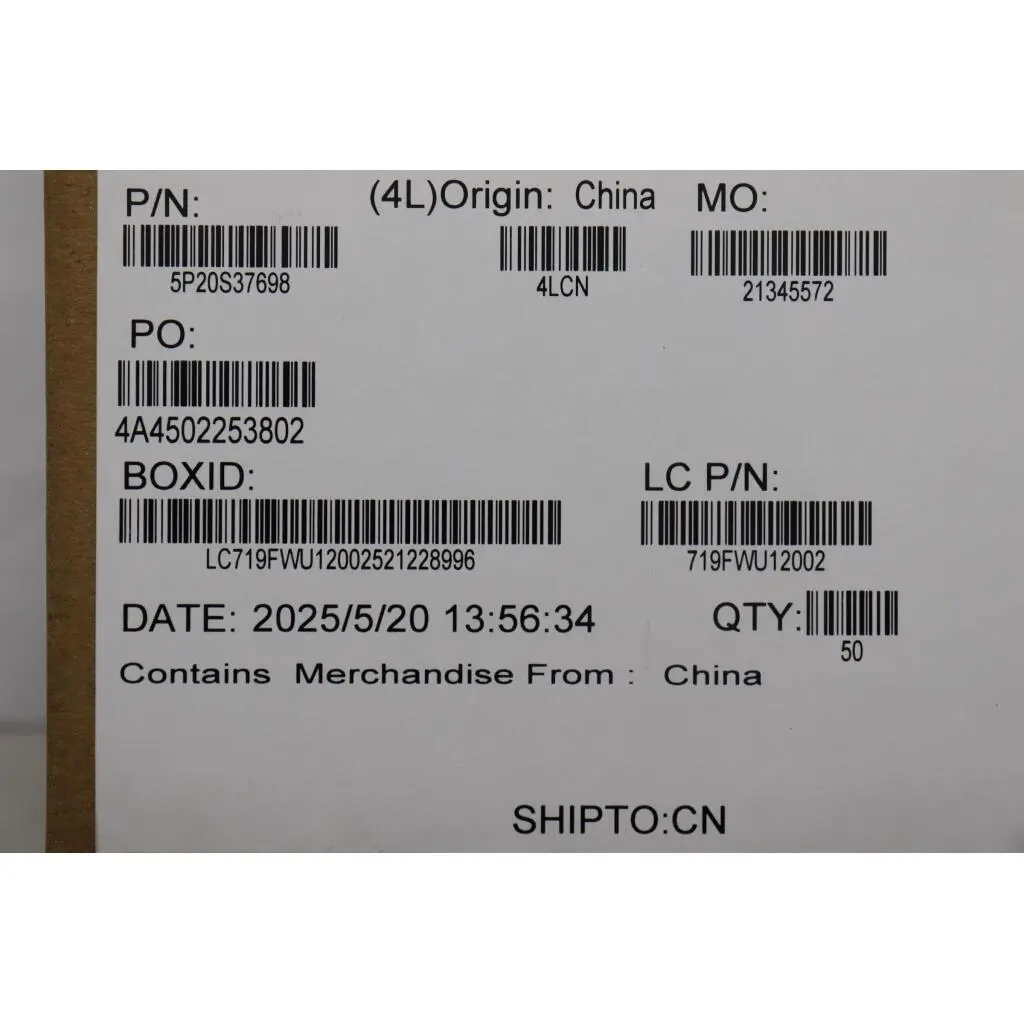 P/N: (4L)Origin: China MO:
5P20S37698 4LCN 21345572
PO:
4A4502253802
BOXID: LC P/N:
LC719FWU12002521228996 719FWU12002
DATE: 2025/5/20 13:56:34 QTY:
50
Contains Merchandise From : China
SHIPTO:CN